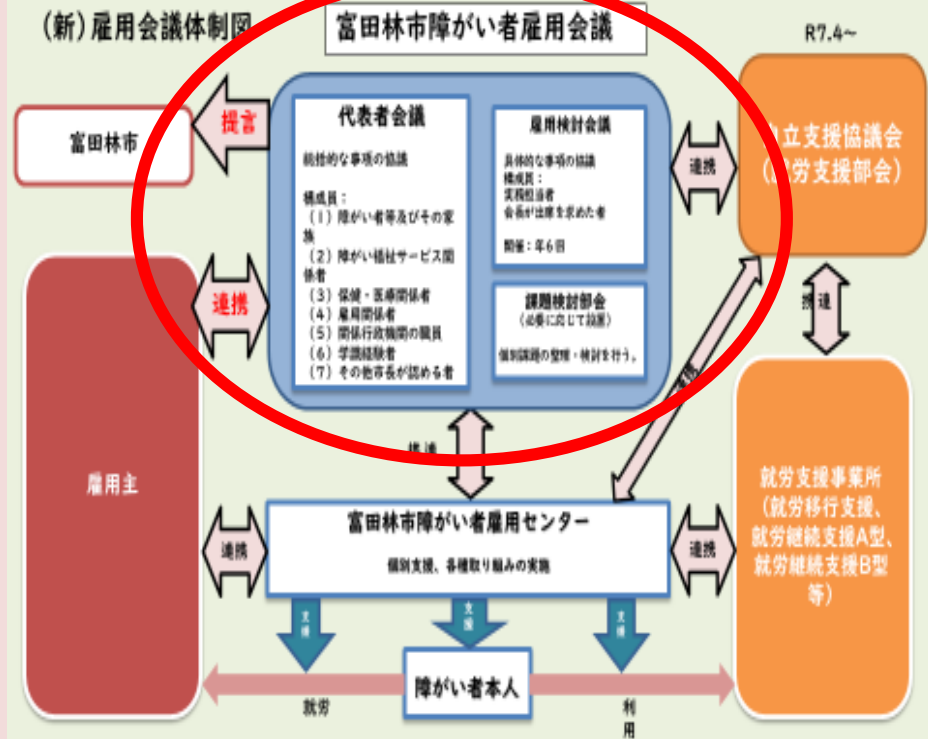 (新)雇用会議体制図
富田林市障がい者雇用会議
R7.4~
富田林市
提言
代表者会議
総括的な事項の協議
構成員:
(1)障がい者等及びその家
族
(2)障がい福祉サービス関
係者
(3)保健・医療関係者
(4)雇用関係者
(5)関係行政機関の職員
(6)学識経験者
(7)その他市長が認める者
雇用検討会議
具体的な事項の協議
構成員:
実務担当者
会長が出席を求めた者
開催:年6回
課題検討部会
(必要に応じて設置)
個別課題の整理・検討を行う。
連携
自立支援協議会
(就労支援部会)
連携
連携
連携
連携
雇用主
富田林市障がい者雇用センター
個別支援、各種取り組みの実施
連携
連携
就労支援事業所
(就労移行支援、
就労継続支援A型、
就労継続支援B型
等)
支援
支援
支援
障がい者本人
就労
利用